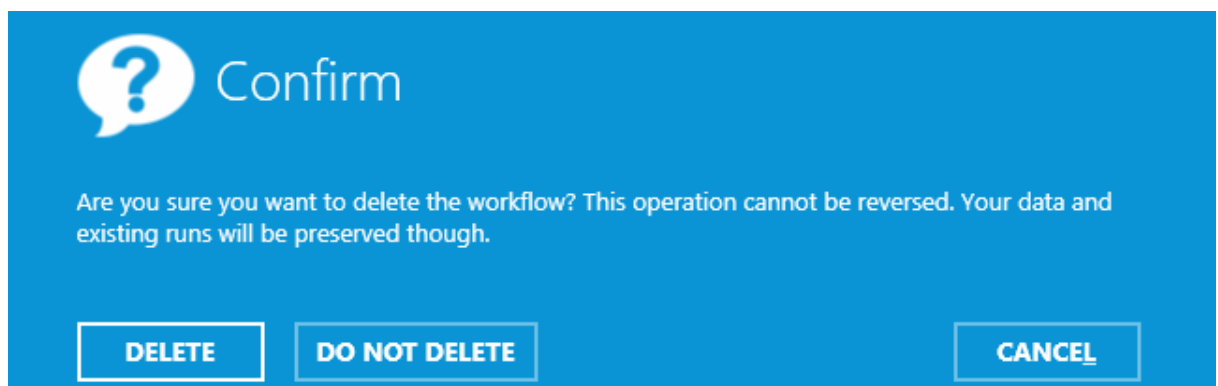 Confirm
Are you sure you want to delete the workflow? This operation cannot be reversed. Your data and
existing runs will be preserved though.
DELETE DO NOT DELETE CANCEL